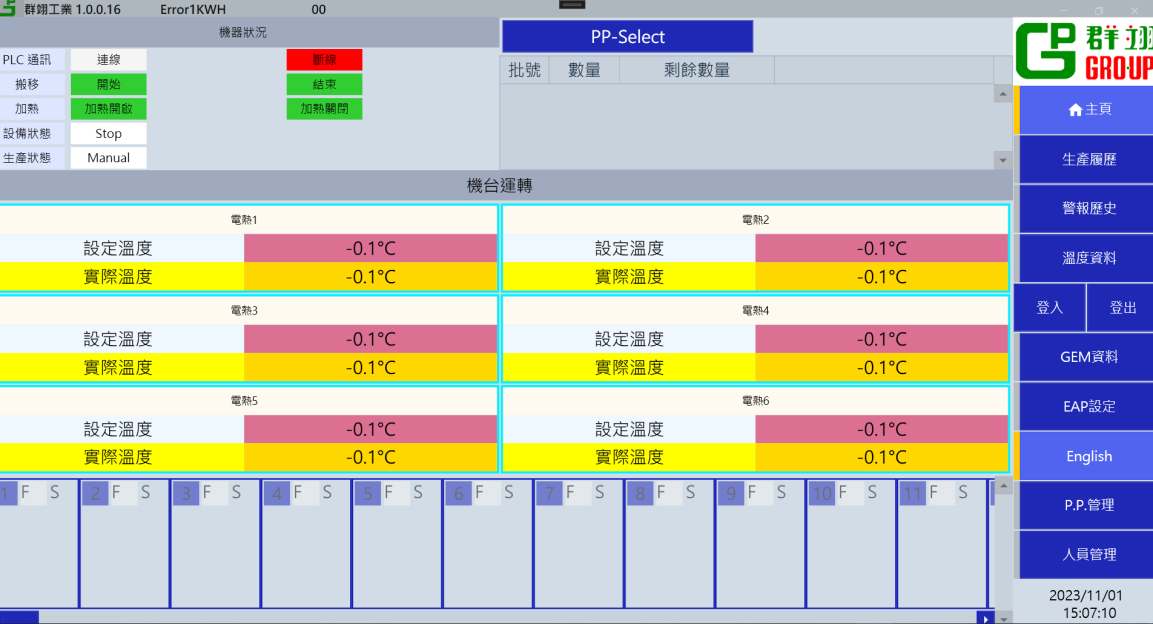 群翊工業 1.0.0.16 Error1KWH 00
機器狀況
PLC 通訊 連線 斷線
搬移 開始 結束
加熱 加熱開啟 加熱關閉
設備狀態 Stop
生產狀態 Manual
PP-Select
批號 數量 剩餘數量
群翊
GROUP
機台運轉
電熱1
設定溫度 -0.1°C
實際溫度 -0.1°C
電熱2
設定溫度 -0.1°C
實際溫度 -0.1°C
電熱3
設定溫度 -0.1°C
實際溫度 -0.1°C
電熱4
設定溫度 -0.1°C
實際溫度 -0.1°C
電熱5
設定溫度 -0.1°C
實際溫度 -0.1°C
電熱6
設定溫度 -0.1°C
實際溫度 -0.1°C
1 F S 2 F S 3 F S 4 F S 5 F S 6 F S 7 F S 8 F S 9 F S 10 F S 11 F S
主頁
生產履歷
警報歷史
溫度資料
登入 登出
GEM資料
EAP設定
English
P.P.管理
人員管理
2023/11/01
15:07:10